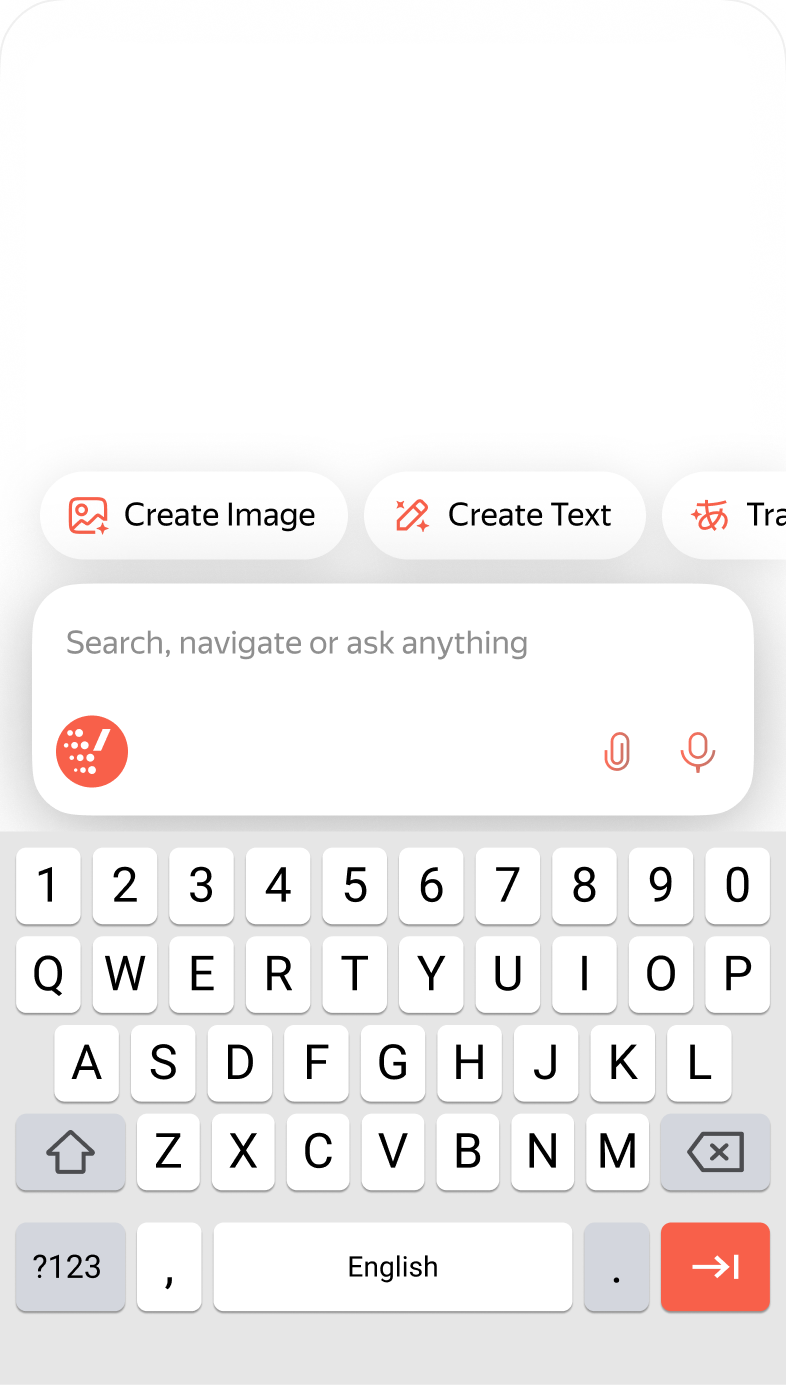 Create Image
Create Text
Tra
Search, navigate or ask anything
1 2 3 4 5 6 7 8 9 0
Q W E R T Y U I O P
A S D F G H J K L
Z X C V B N M
?123 , English .